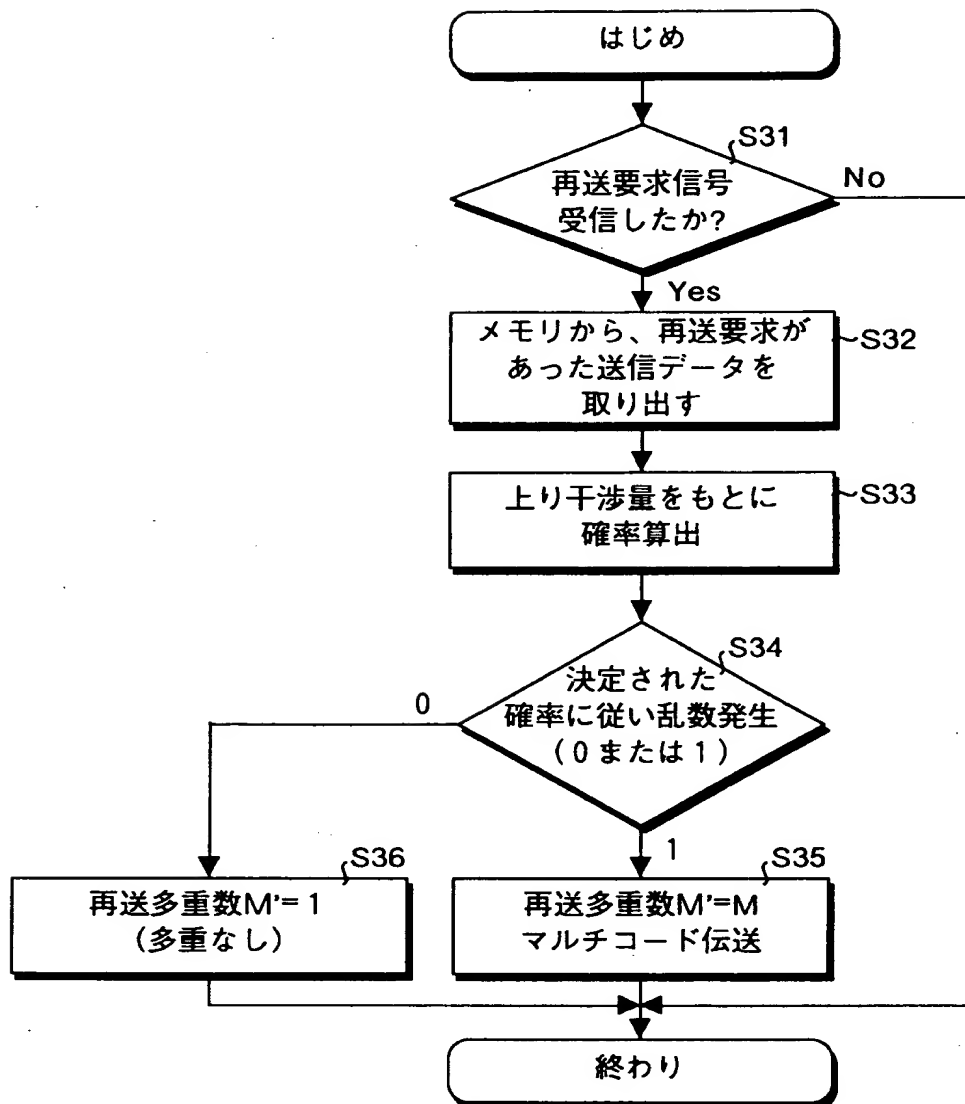 はじめ
S31
再送要求信号
受信したか?
No
Yes
メモリから、再送要求が
あった送信データを
取り出す
S32
上り干渉量をもとに
確率算出
S33
S34
決定された
確率に従い乱数発生
(0または1)
0
1
S36
再送多重数M'=1
(多重なし)
S35
再送多重数M'=M
マルチコード伝送
終わり